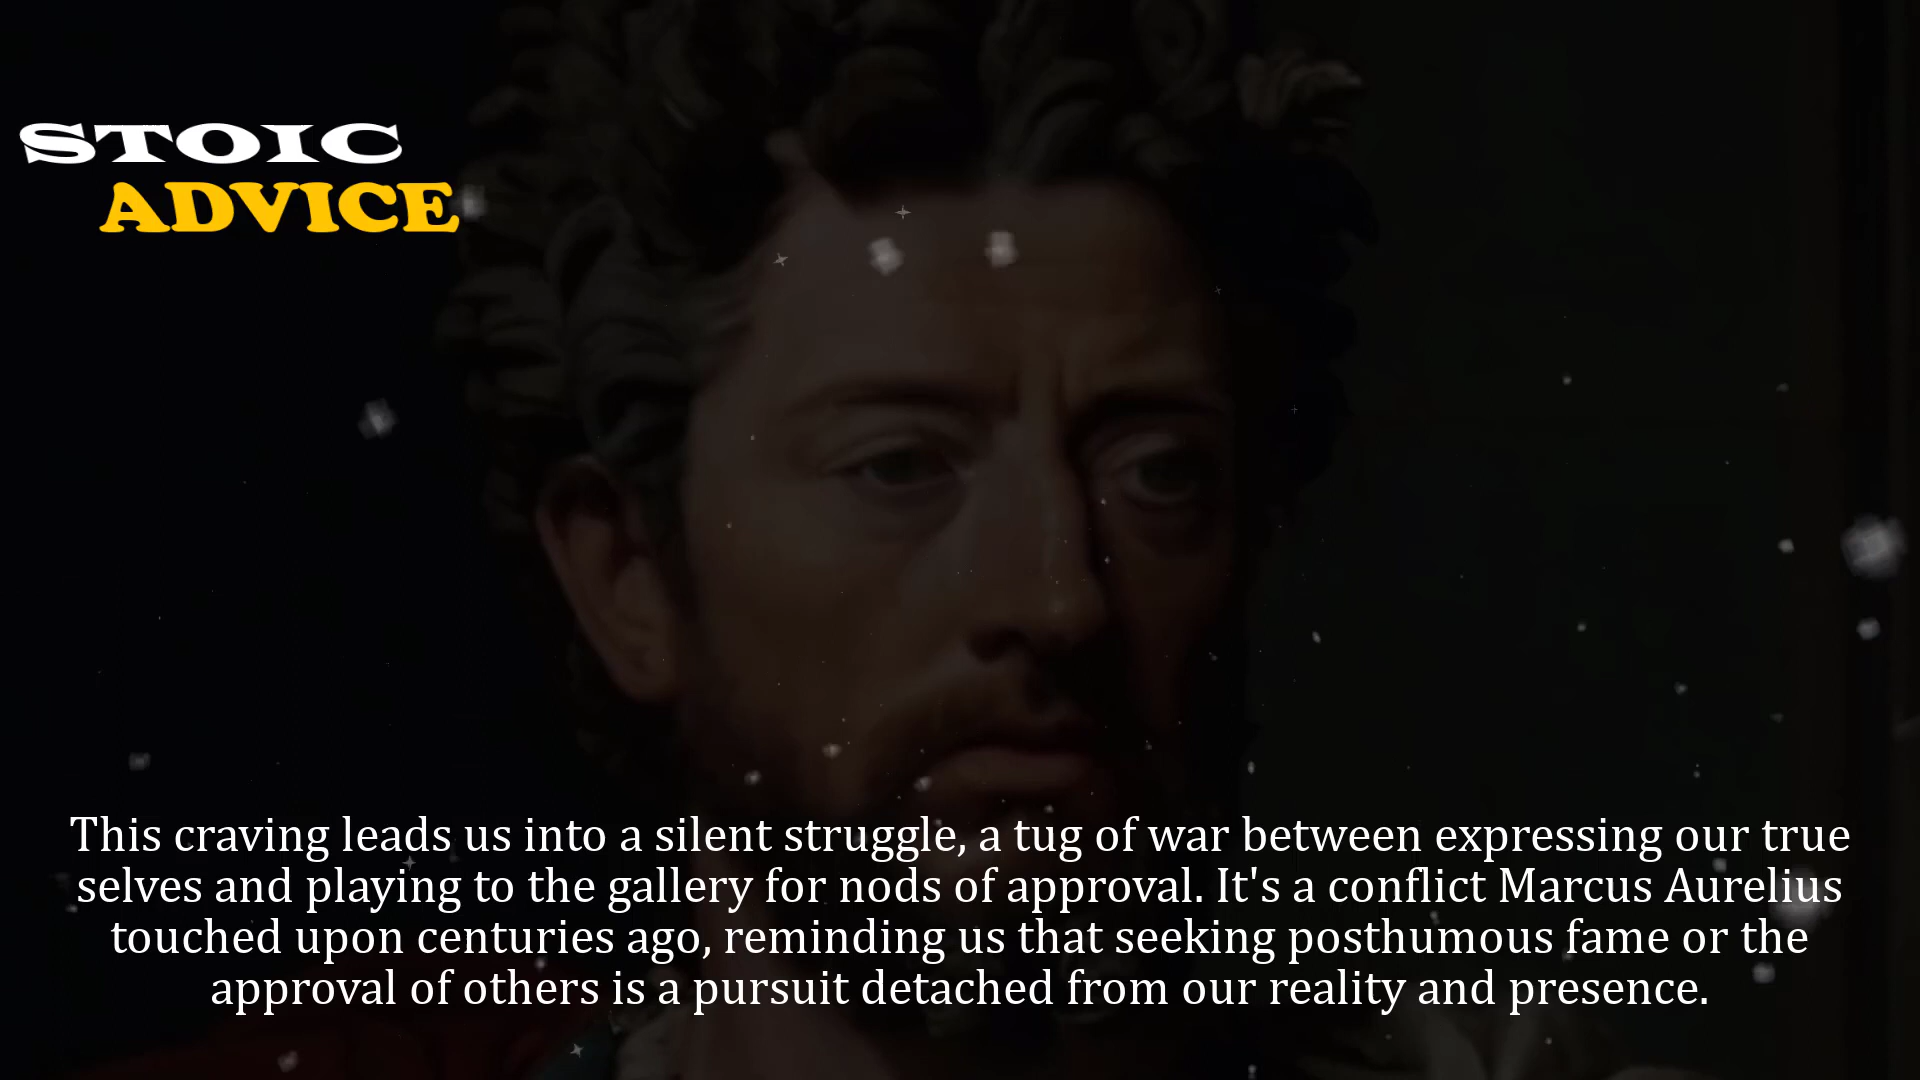 STOIC
ADVICE
This craving leads us into a silent struggle, a tug of war between expressing our true
selves and playing to the gallery for nods of approval. It's a conflict Marcus Aurelius
touched upon centuries ago, reminding us that seeking posthumous fame or the
approval of others is a pursuit detached from our reality and presence.